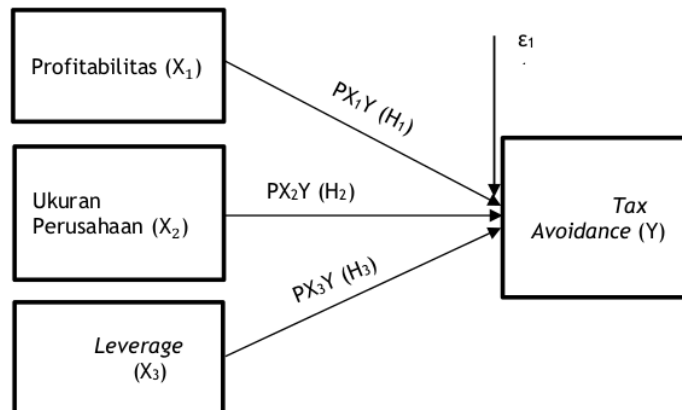 Profitabilitas (X₁)
ε₁
PX₁Y (H₁)
Ukuran
Perusahaan (X₂)
PX₂Y (H₂)
Tax
Avoidance (Y)
PX₃Y (H₃)
Leverage
(X₃)